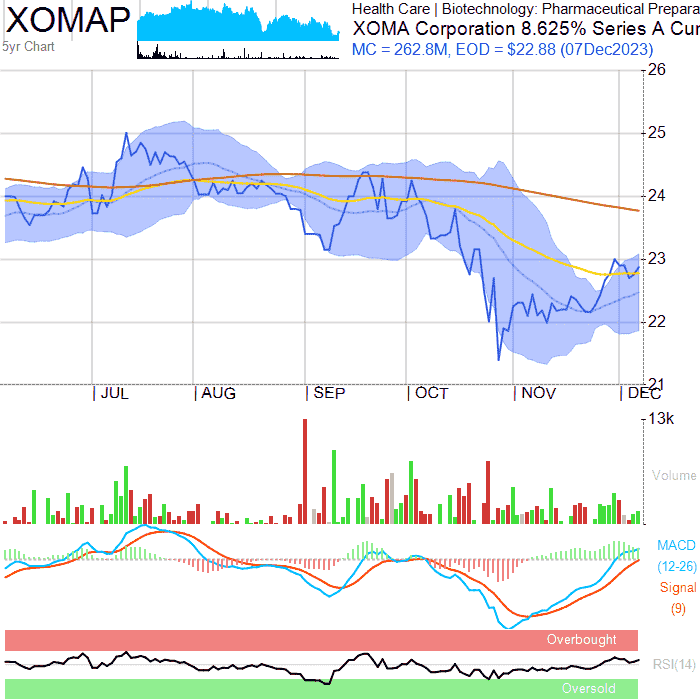 XOMAP
5yr Chart
Health Care | Biotechnology: Pharmaceutical Prepara
XOMA Corporation 8.625% Series A Cur
MC = 262.8M, EOD = $22.88 (07Dec2023)
26
25
24
23
22
21
JUL AUG SEP OCT NOV DEC
13k
Volume
MACD
(12-26)
Signal
(9)
Overbought
RSI(14)
Oversold